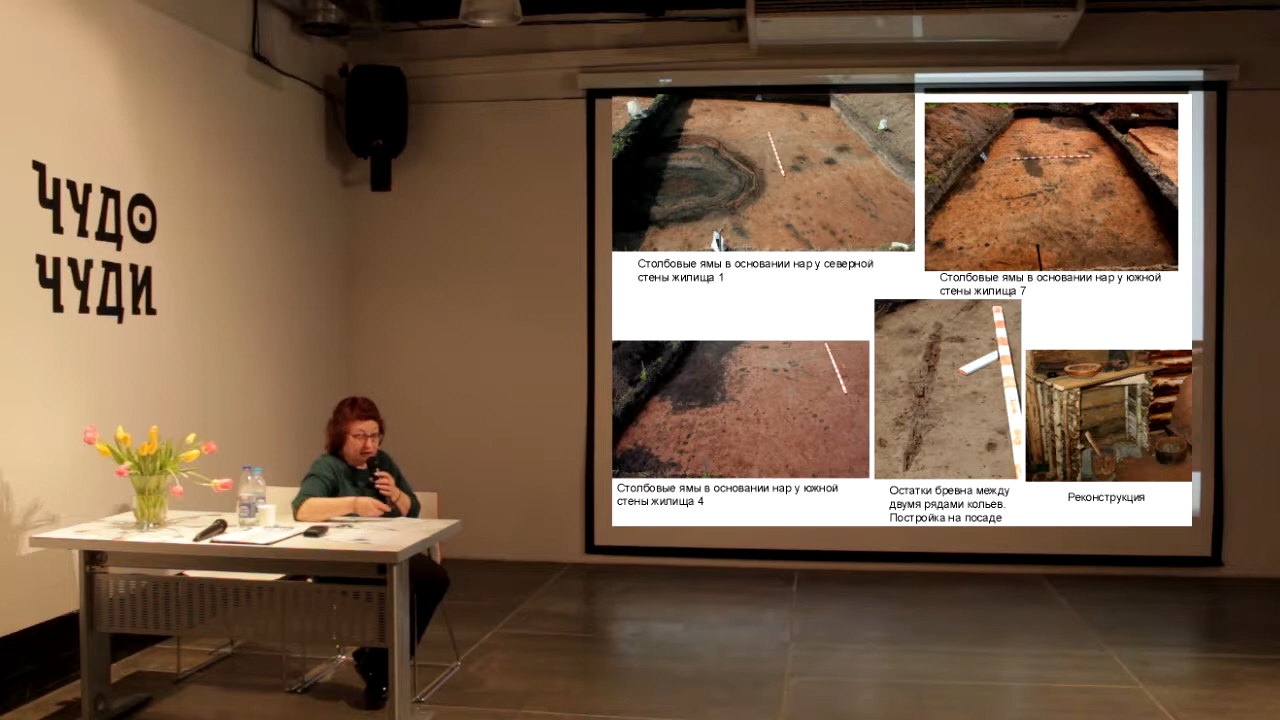 ЧУДО
ЧУДИ
Столбовые ямы в основании нар у северной
стены жилища 1
Столбовые ямы в основании нар у южной
стены жилища 7
Столбовые ямы в основании нар у южной
стены жилища 4
Остатки бревна между
двумя рядами кольев.
Постройка на посаде
Реконструкция